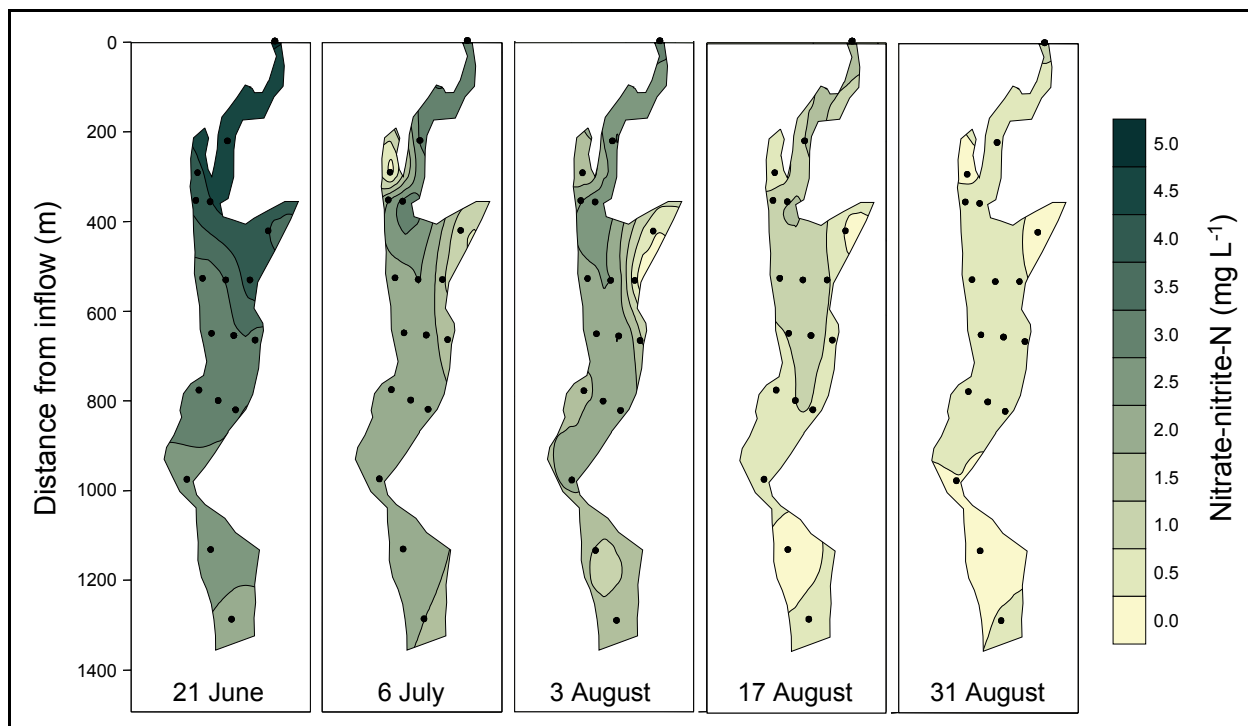 Distance from inflow (m)
0
200
400
600
800
1000
1200
1400
21 June
6 July
3 August
17 August
31 August
5.0
4.5
4.0
3.5
3.0
2.5
2.0
1.5
1.0
0.5
0.0
Nitrate-nitrite-N (mg L⁻¹)